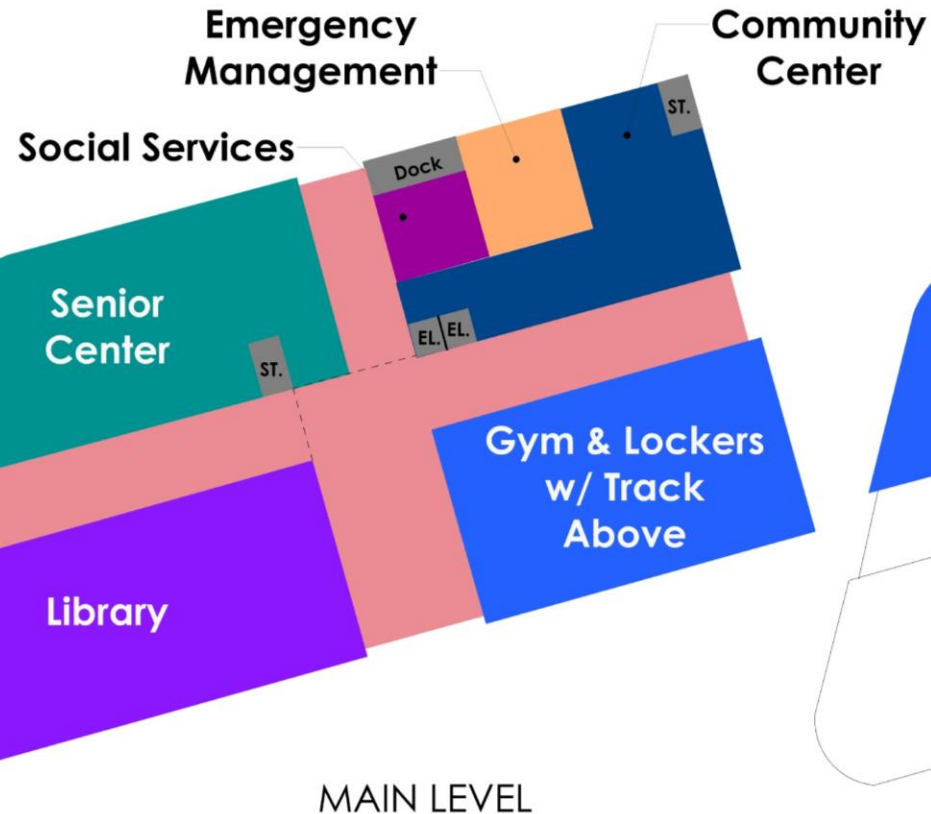 Emergency
Management
Community
Center
Social Services
Dock
ST.
Senior
Center
EL.
EL.
ST.
Gym & Lockers
w/ Track
Above
Library
MAIN LEVEL